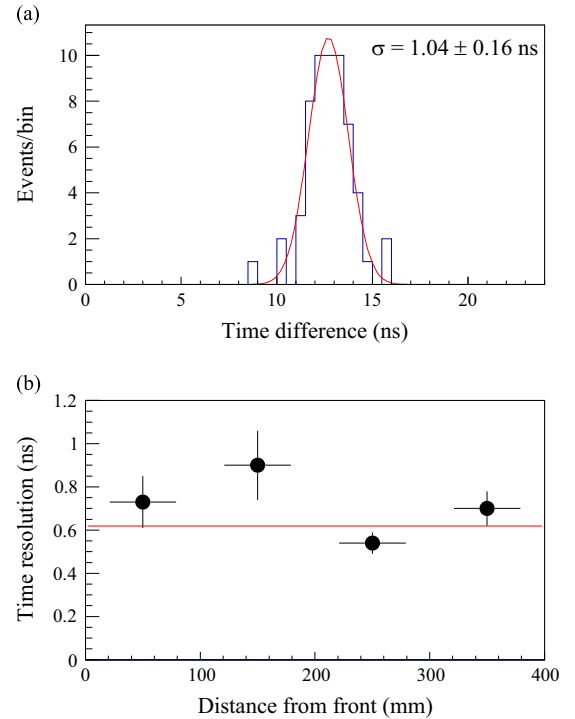 (a)
σ = 1.04 ± 0.16 ns
Events/bin
10
8
6
4
2
0
0 5 10 15 20
Time difference (ns)
(b)
Time resolution (ns)
1.2
1
0.8
0.6
0.4
0.2
0
0 100 200 300 400
Distance from front (mm)